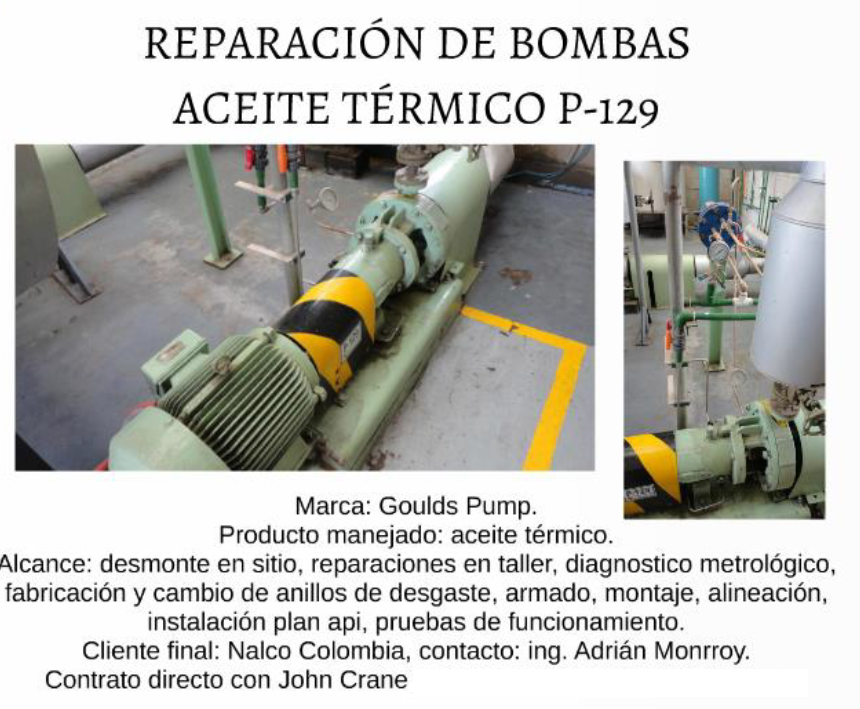 REPARACIÓN DE BOMBAS
ACEITE TÉRMICO P-129
Marca: Goulds Pump.
Producto manejado: aceite térmico.
Alcance: desmonte en sitio, reparaciones en taller, diagnostico metrológico,
fabricación y cambio de anillos de desgaste, armado, montaje, alineación,
instalación plan api, pruebas de funcionamiento.
Cliente final: Nalco Colombia, contacto: ing. Adrián Monrroy.
Contrato directo con John Crane